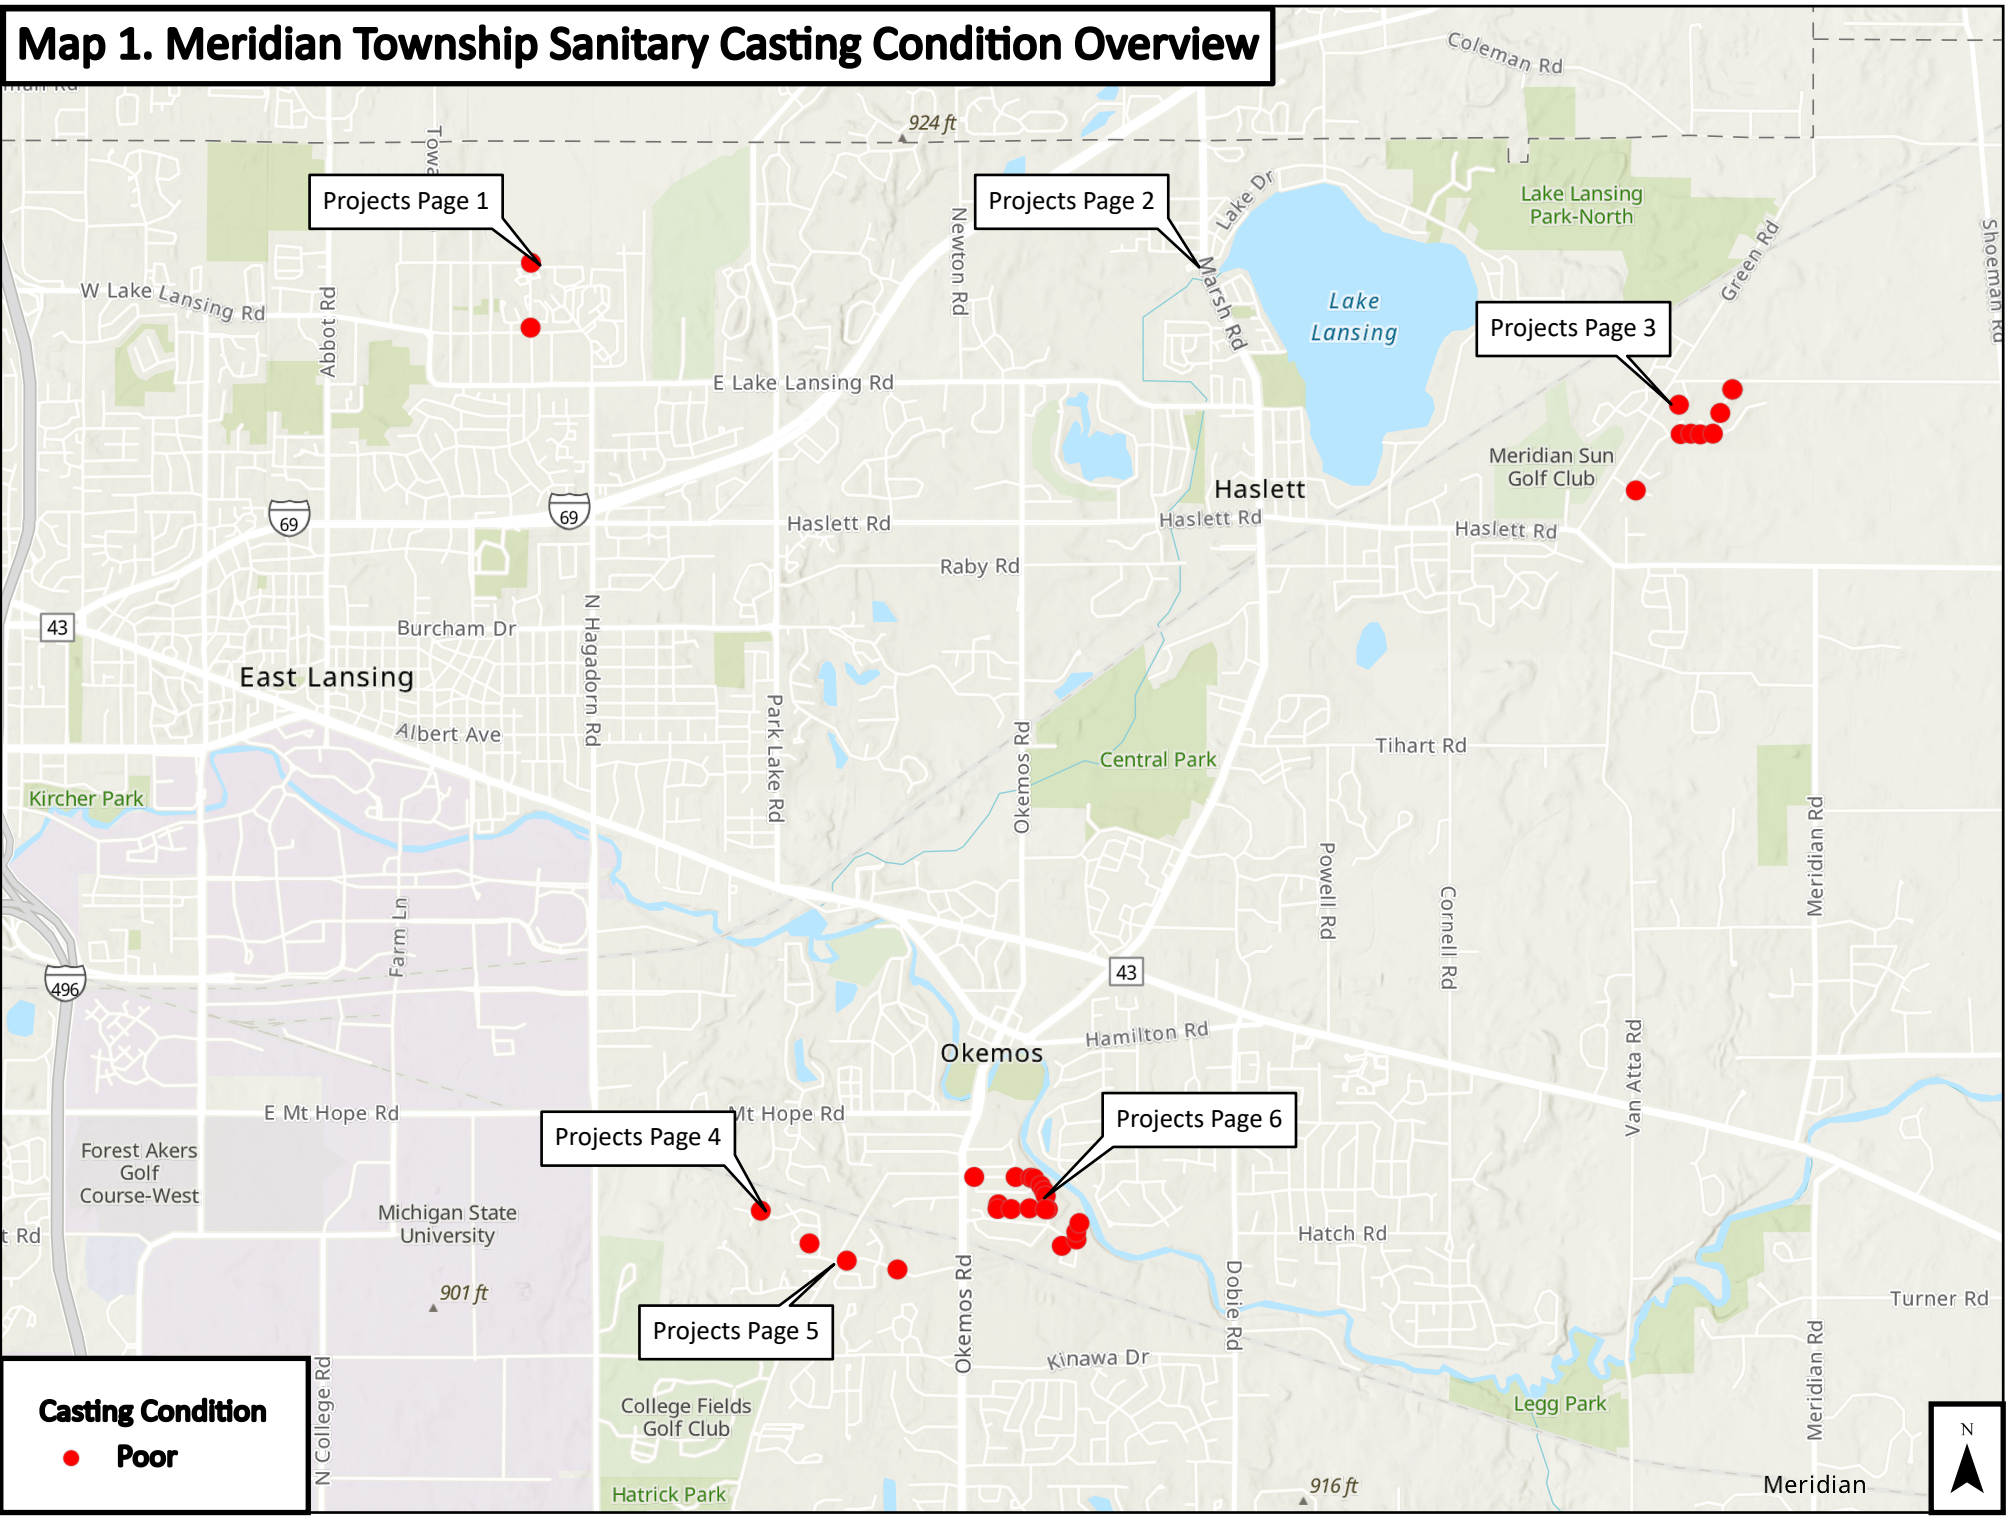 Map 1. Meridian Township Sanitary Casting Condition Overview
Coleman Rd
924 ft
Projects Page 1
Projects Page 2
Lake Dr
Lake Lansing
Park-North
Newton Rd
Green Rd
Shoeman Rd
W Lake Lansing Rd
Abbot Rd
Marsh Rd
Lake
Lansing
Projects Page 3
E Lake Lansing Rd
Meridian Sun
Golf Club
Haslett
69
69
Haslett Rd
Haslett Rd
Haslett Rd
Raby Rd
43
Burcham Dr
N Hagadorn Rd
East Lansing
Albert Ave
Park Lake Rd
Okemos Rd
Central Park
Tihart Rd
Kircher Park
Meridian Rd
Powell Rd
Cornell Rd
Farm Ln
43
496
Hamilton Rd
Okemos
Van Atta Rd
E Mt Hope Rd
Mt Hope Rd
Projects Page 6
Projects Page 4
Forest Akers
Golf
Course-West
Michigan State
University
t Rd
Hatch Rd
901 ft
Okemos Rd
Dobie Rd
Turner Rd
Projects Page 5
Kinawa Dr
Meridian Rd
N College Rd
College Fields
Golf Club
Legg Park
Casting Condition
Poor
Hatrick Park
916 ft
Meridian
N